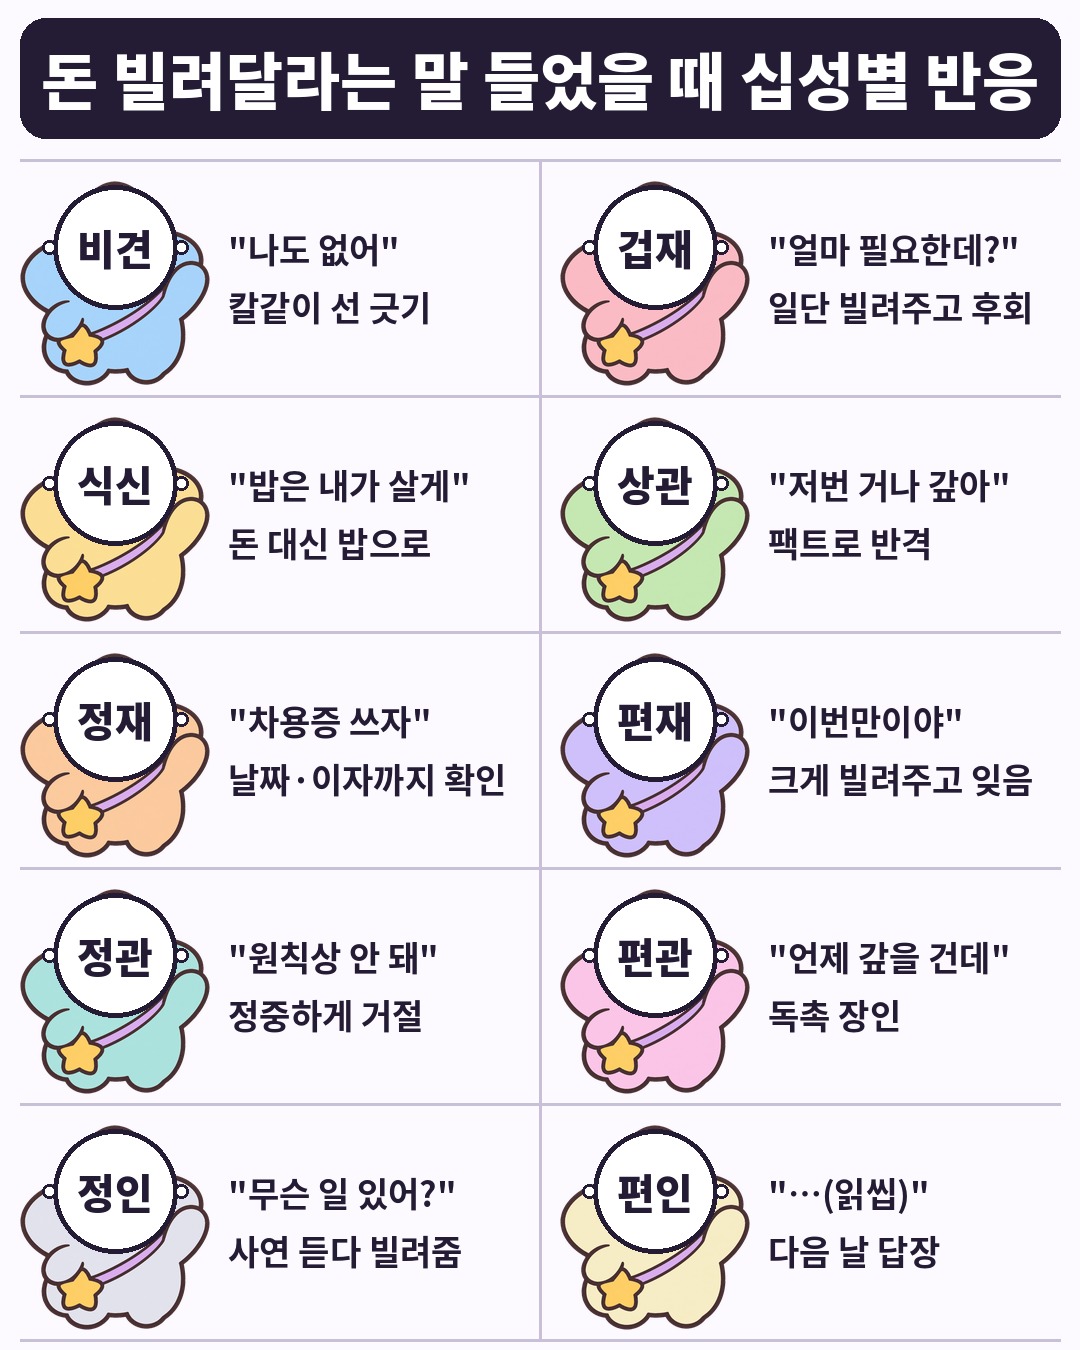 돈 빌려달라는 말 들었을 때 십성별 반응
비견
"나도 없어"
칼같이 선 긋기
겁재
"얼마 필요한데?"
일단 빌려주고 후회
식신
"밥은 내가 살게"
돈 대신 밥으로
상관
"저번 거나 갚아"
팩트로 반격
정재
"차용증 쓰자"
날짜·이자까지 확인
편재
"이번만이야"
크게 빌려주고 잊음
정관
"원칙상 안 돼"
정중하게 거절
편관
"언제 갚을 건데"
독촉 장인
정인
"무슨 일 있어?"
사연 듣다 빌려줌
편인
"…(읽씹)"
다음 날 답장